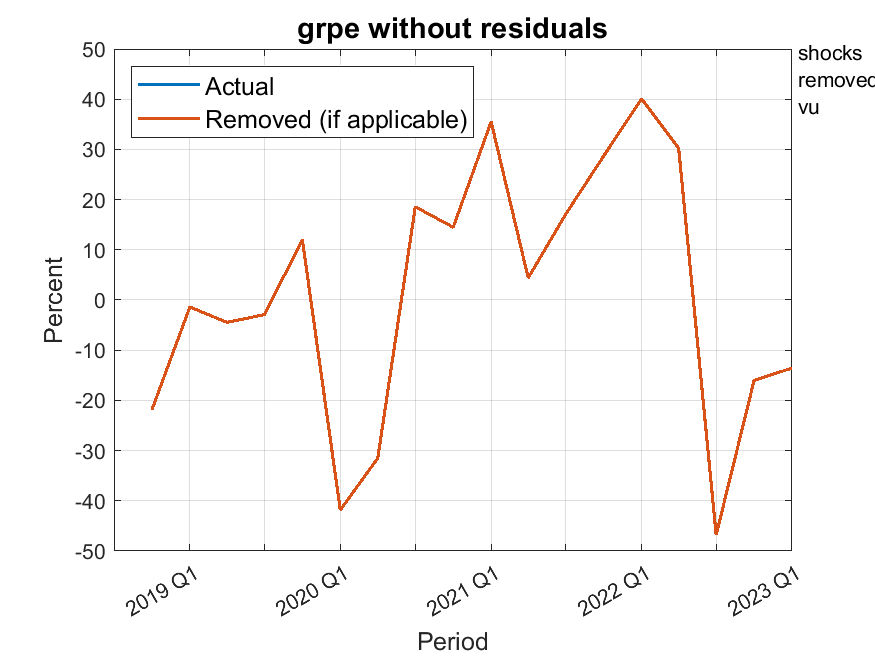 grpe without residuals
shocks
removed
vu
Actual
Removed (if applicable)
50
40
30
20
10
0
-10
-20
-30
-40
-50
Percent
2019 Q1
2020 Q1
2021 Q1
2022 Q1
2023 Q1
Period